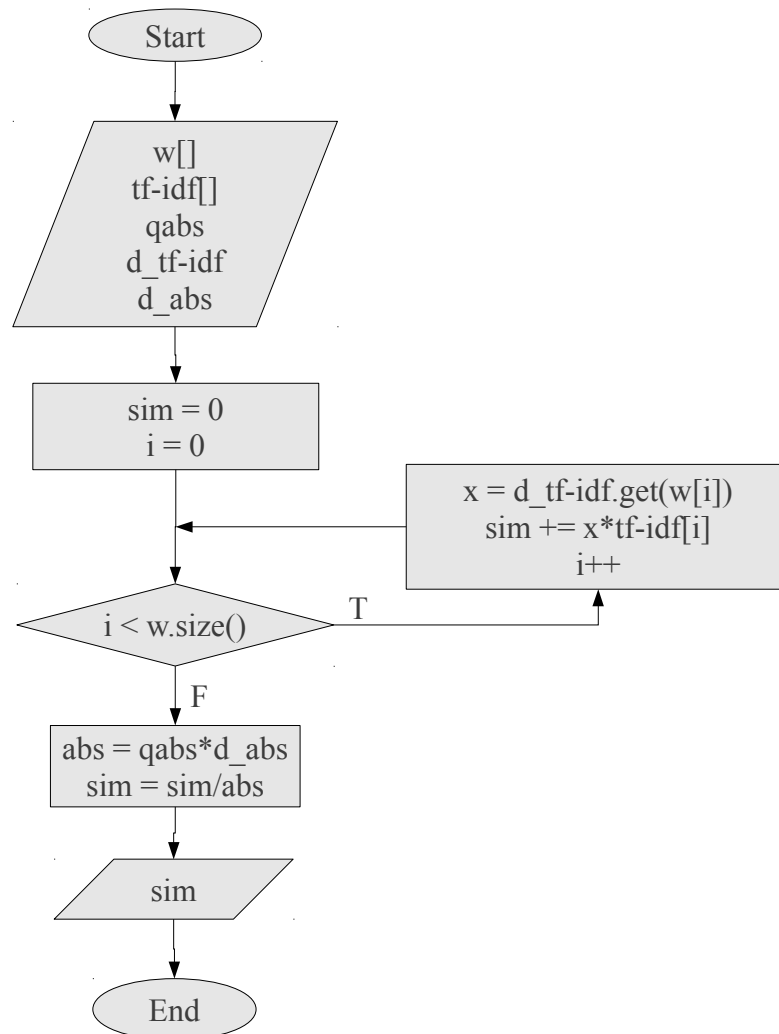 Start
w[]
tf-idf[]
qabs
d_tf-idf
d_abs
sim = 0
i = 0
x = d_tf-idf.get(w[i])
sim += x*tf-idf[i]
i++
i < w.size()
T
F
abs = qabs*d_abs
sim = sim/abs
sim
End